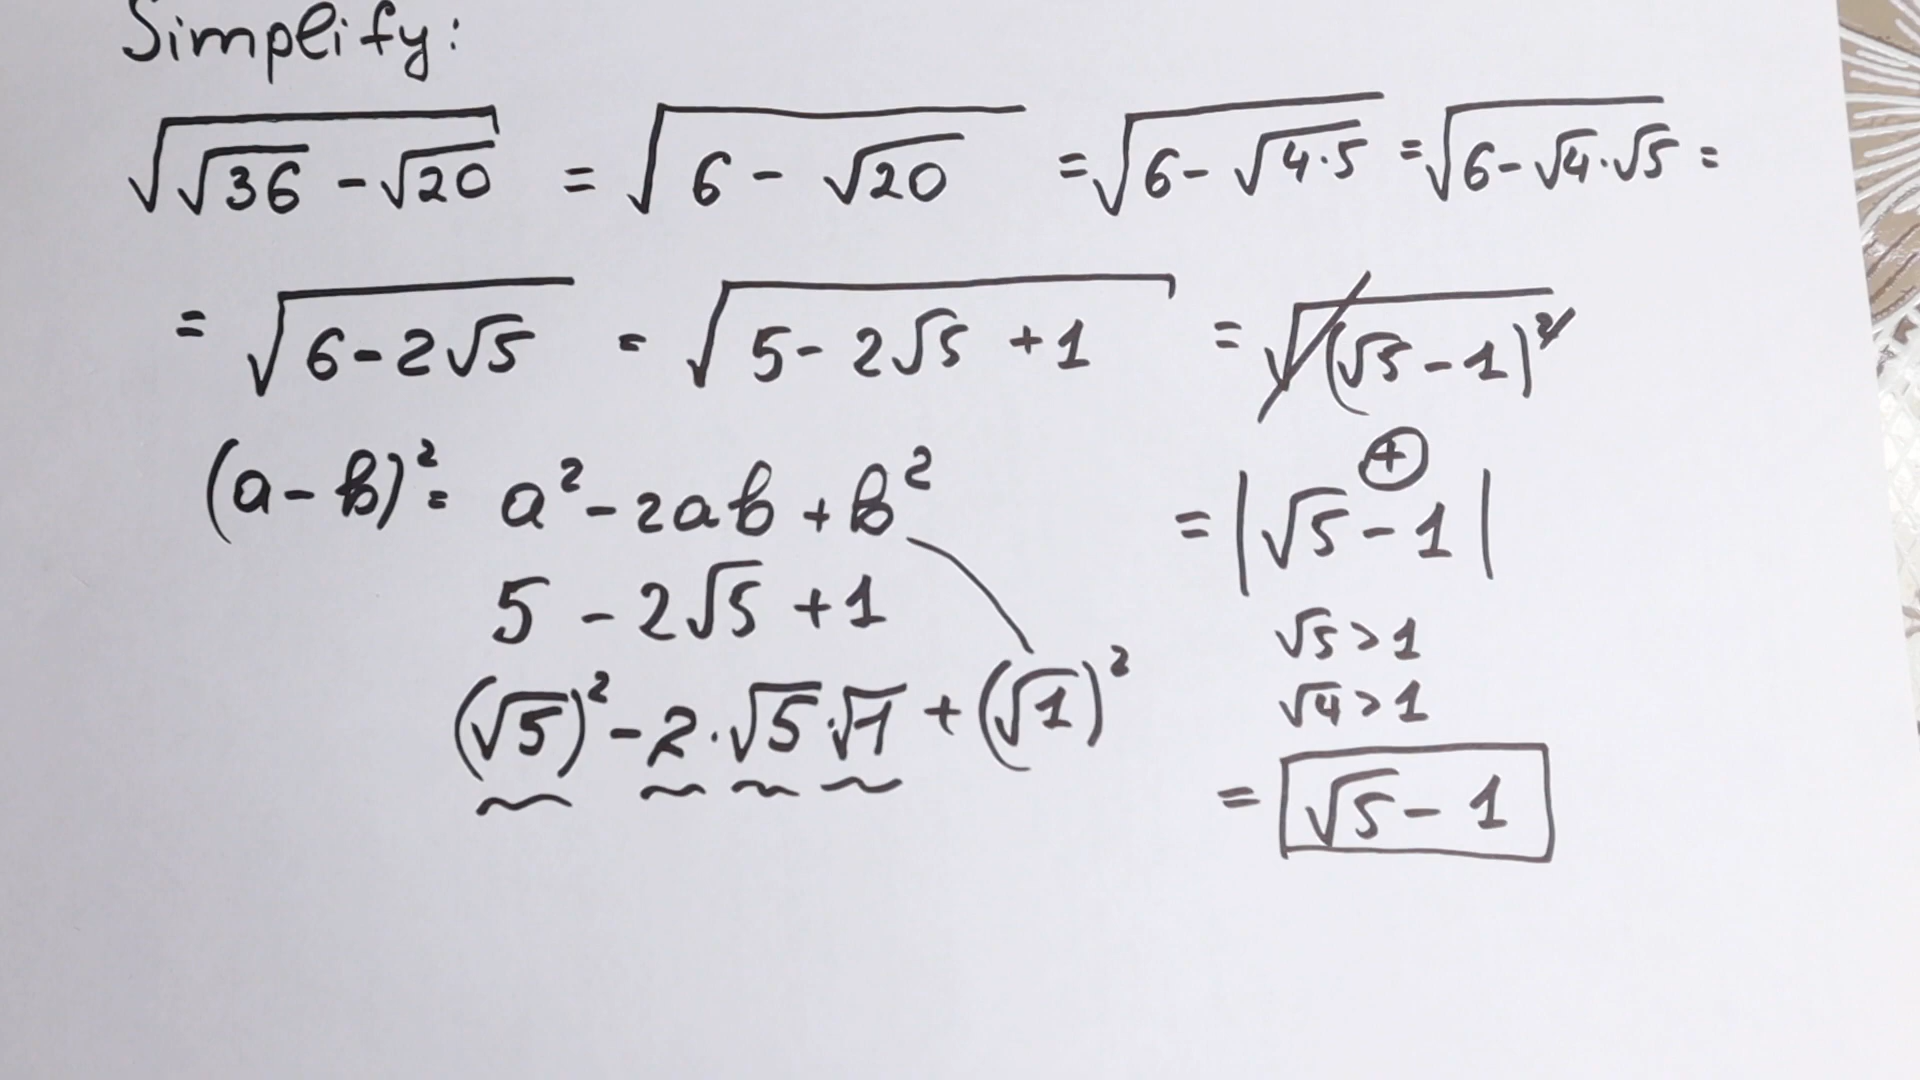 Simplify:
√(√36 - √20) = √(6 - √20) = √(6 - √(4·5)) = √(6 - √4·√5) =
= √(6 - 2√5) = √(5 - 2√5 + 1) = √((√5 - 1)²)
(a - b)² = a² - 2ab + b²
5 - 2√5 + 1
(√5)² - 2·√5·√1 + (√1)²
+
= |√5 - 1|
√5 > 1
√4 > 1
= √5 - 1